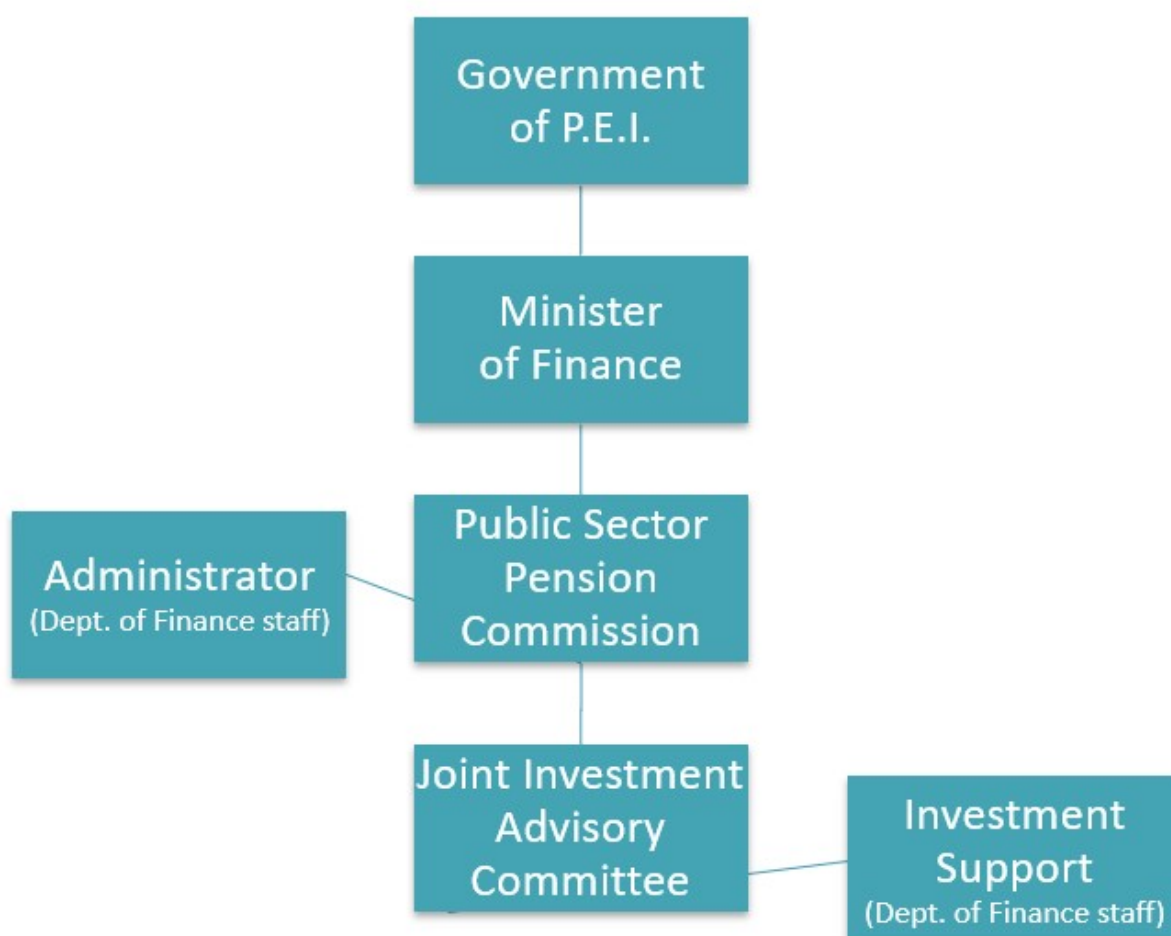 Government
of P.E.I.
Minister
of Finance
Public Sector
Pension
Commission
Administrator
(Dept. of Finance staff)
Joint Investment
Advisory
Committee
Investment
Support
(Dept. of Finance staff)